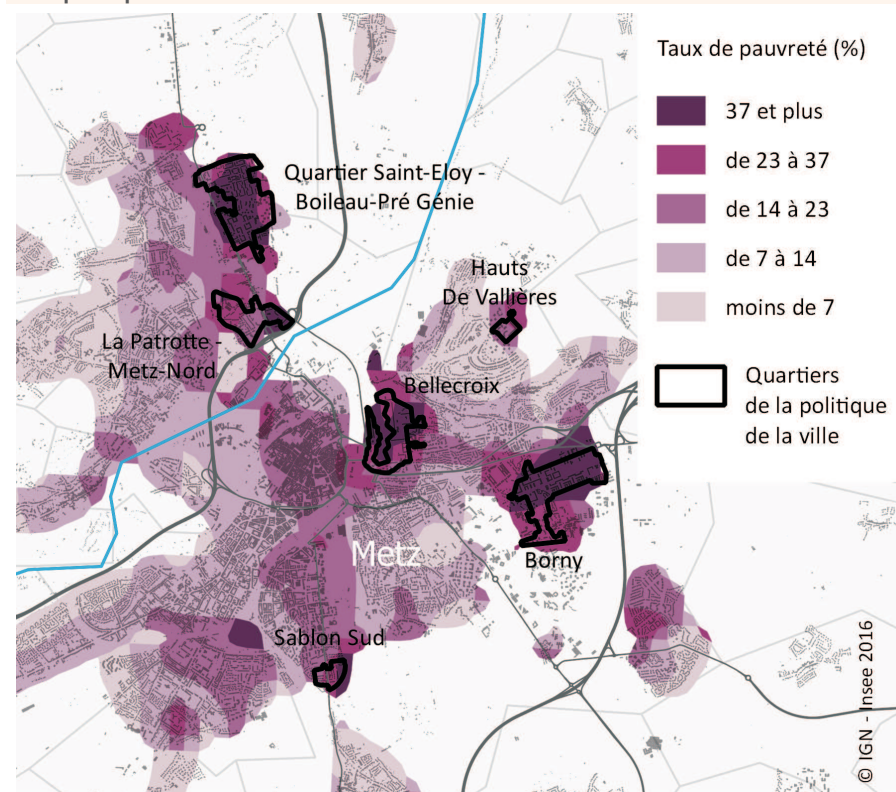 Taux de pauvreté (%)
37 et plus
de 23 à 37
de 14 à 23
de 7 à 14
moins de 7
Quartiers
de la politique
de la ville
Quartier Saint-Eloy -
Boileau-Pré Génie
Hauts
De Vallières
La Patrotte -
Metz-Nord
Bellecroix
Metz
Borny
Sablon Sud
© IGN - Insee 2016